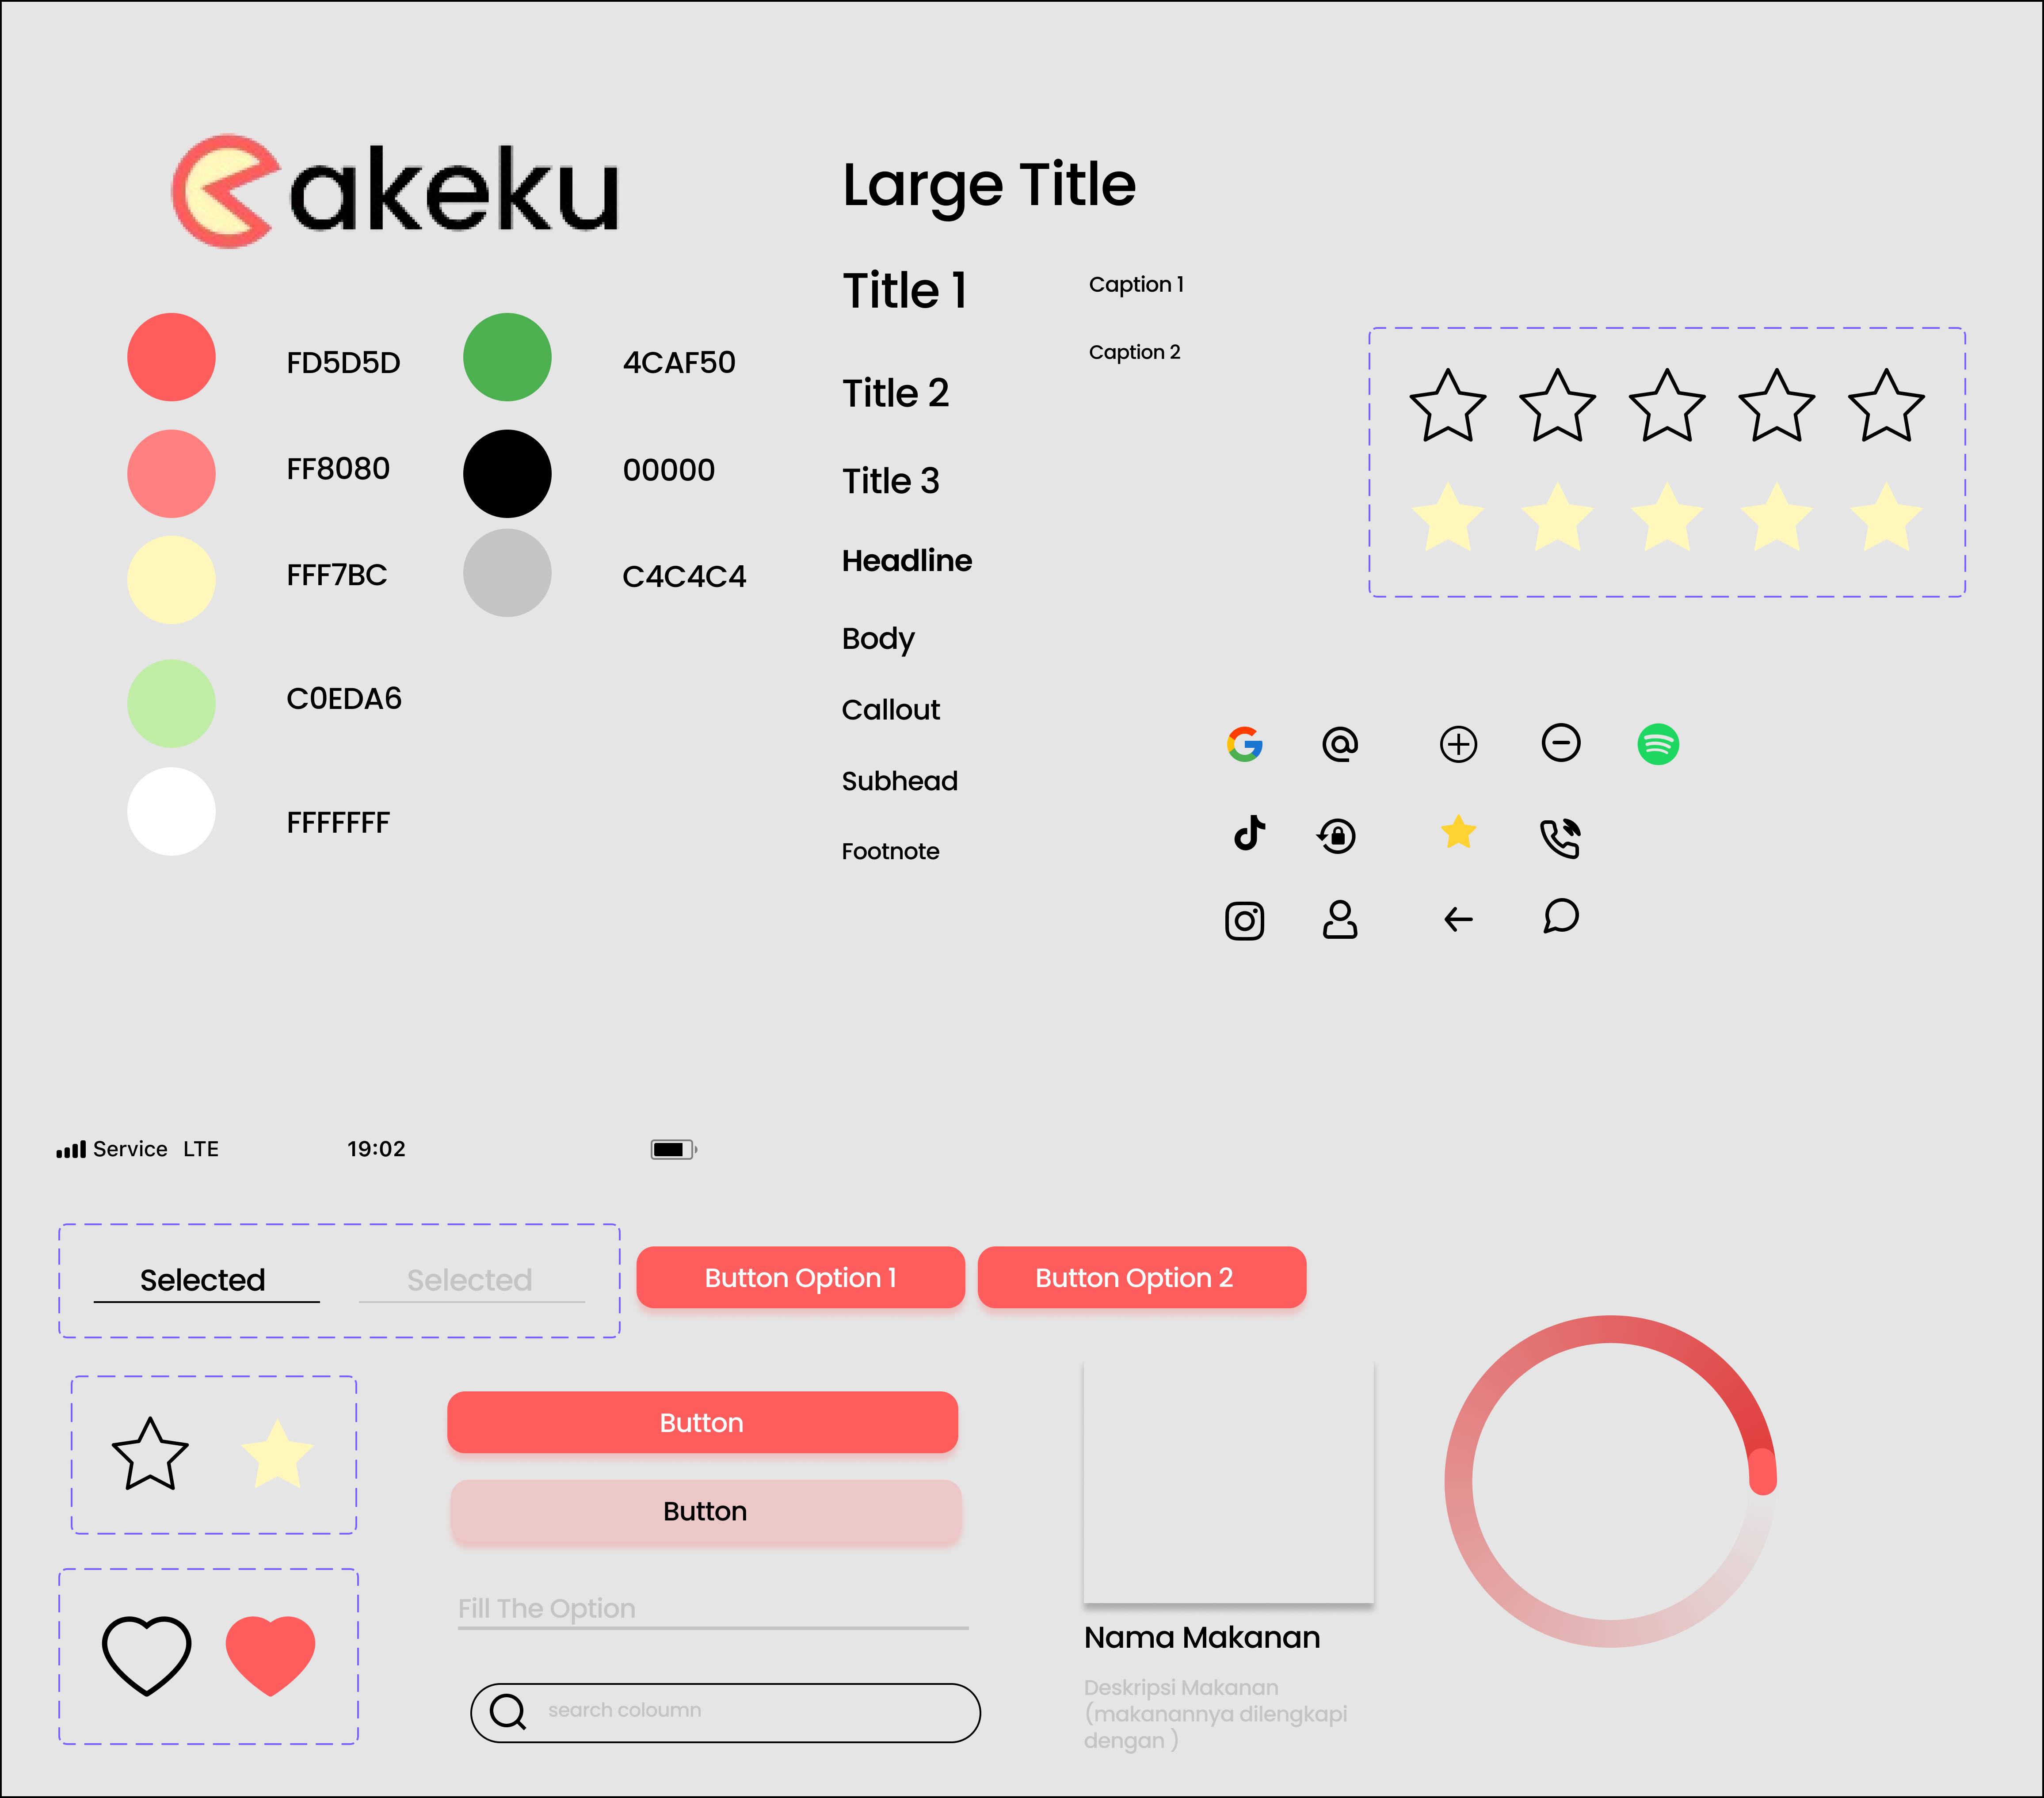 Cakeku
FD5D5D
4CAF50
FF8080
00000
FFF7BC
C4C4C4
C0EDA6
FFFFFFF
Large Title
Title 1
Title 2
Title 3
Headline
Body
Callout
Subhead
Footnote
Caption 1
Caption 2
Service LTE 19:02
Selected
Selected
Button Option 1
Button Option 2
Button
Button
Fill The Option
search coloumn
Nama Makanan
Deskripsi Makanan
(makanannya dilengkapi
dengan )